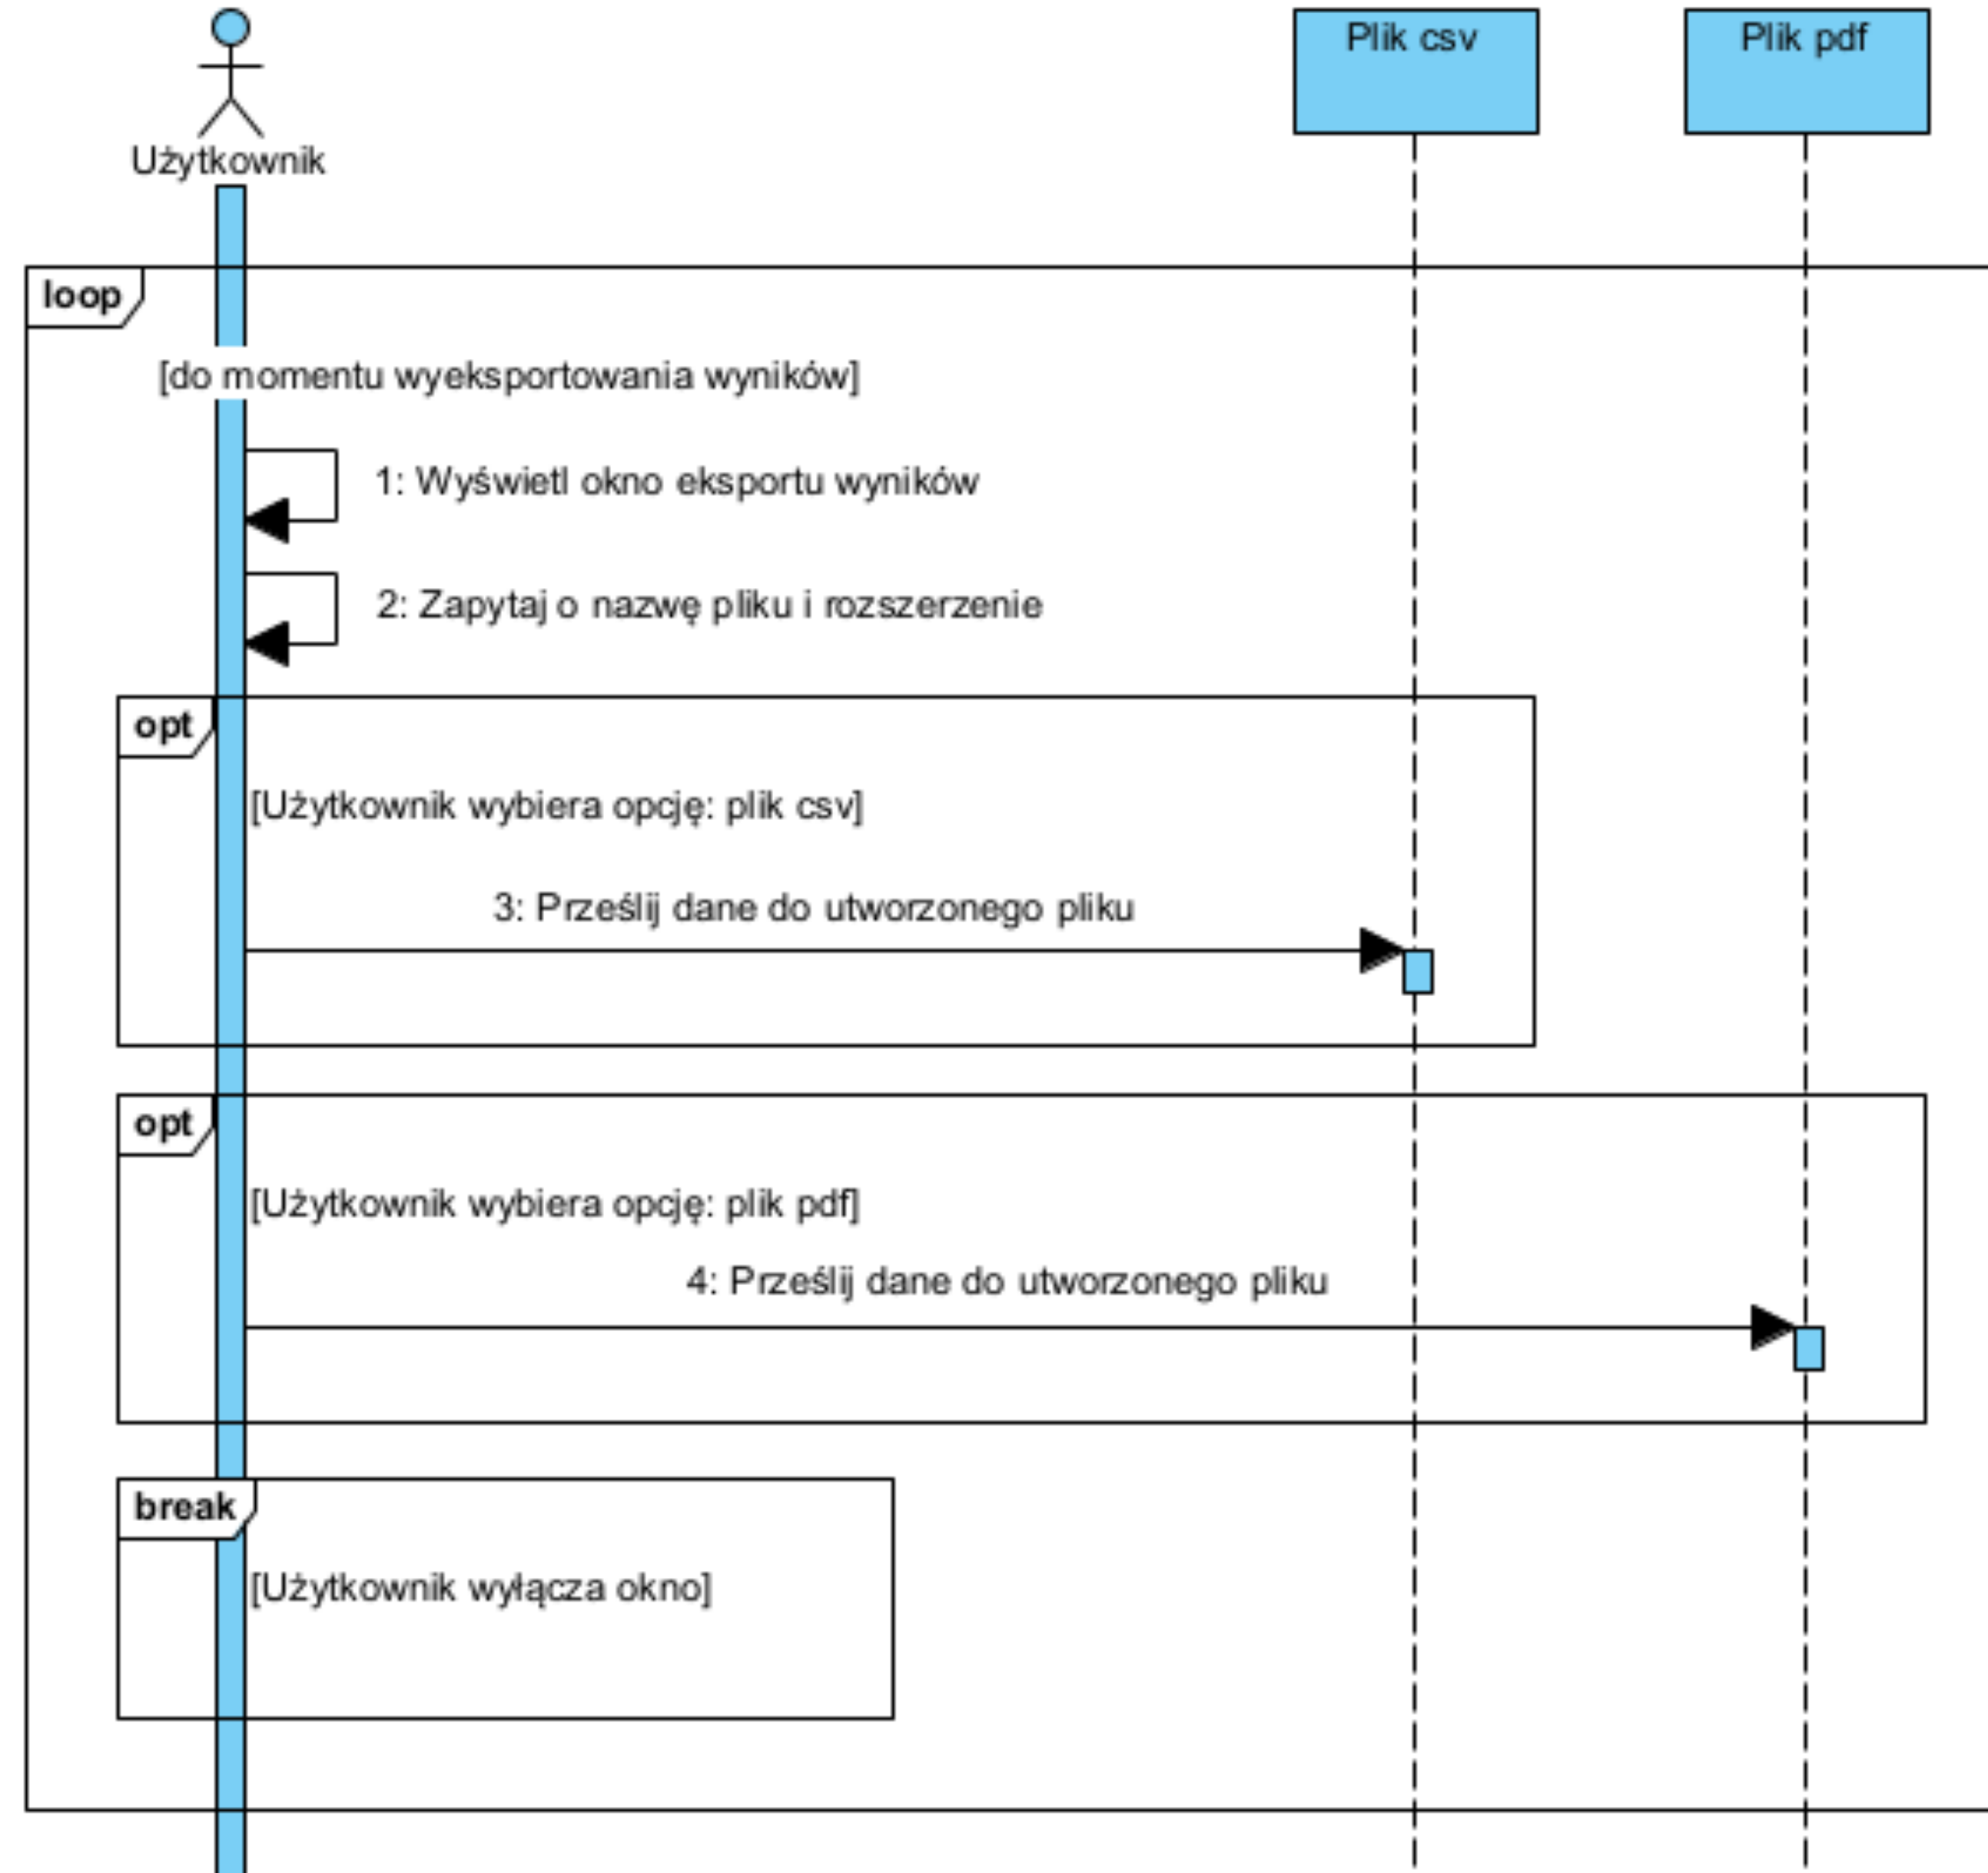 Użytkownik
Plik csv
Plik pdf
loop
[do momentu wyeksportowania wyników]
1: Wyświetl okno eksportu wyników
2: Zapytaj o nazwę pliku i rozszerzenie
opt
[Użytkownik wybiera opcję: plik csv]
3: Prześlij dane do utworzonego pliku
opt
[Użytkownik wybiera opcję: plik pdf]
4: Prześlij dane do utworzonego pliku
break
[Użytkownik wyłącza okno]